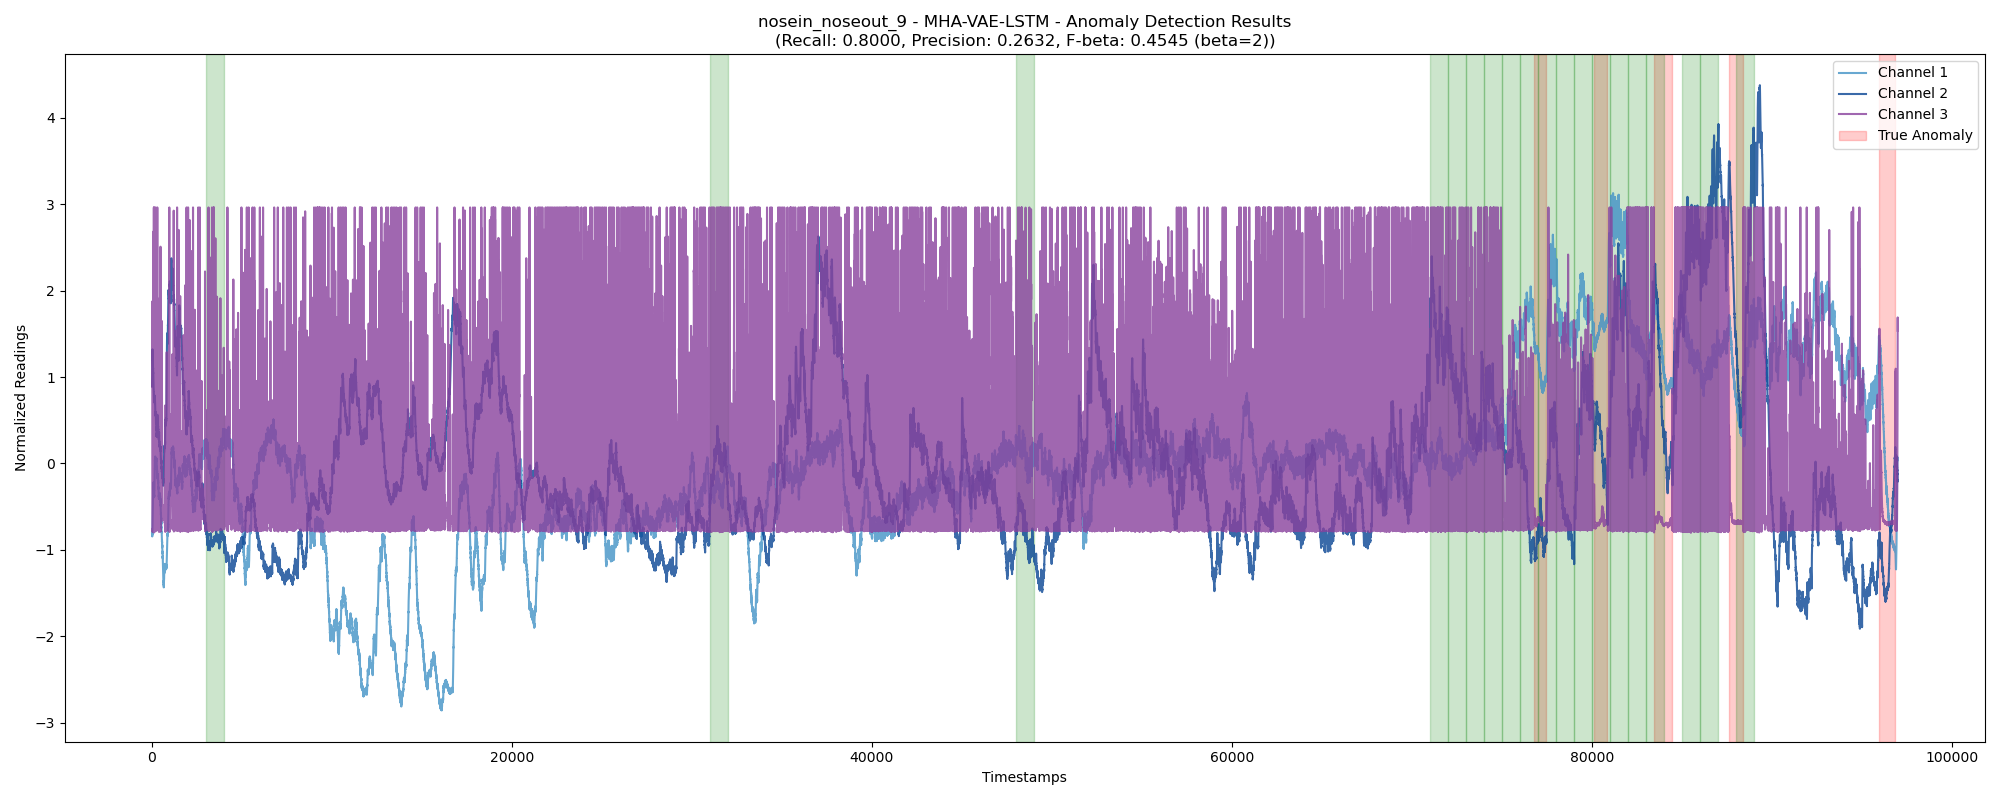 nosein_noseout_9 - MHA-VAE-LSTM - Anomaly Detection Results
(Recall: 0.8000, Precision: 0.2632, F-beta: 0.4545 (beta=2))
Channel 1
Channel 2
Channel 3
True Anomaly
Normalized Readings
4
3
2
1
0
−1
−2
−3
0
20000
40000
60000
80000
100000
Timestamps